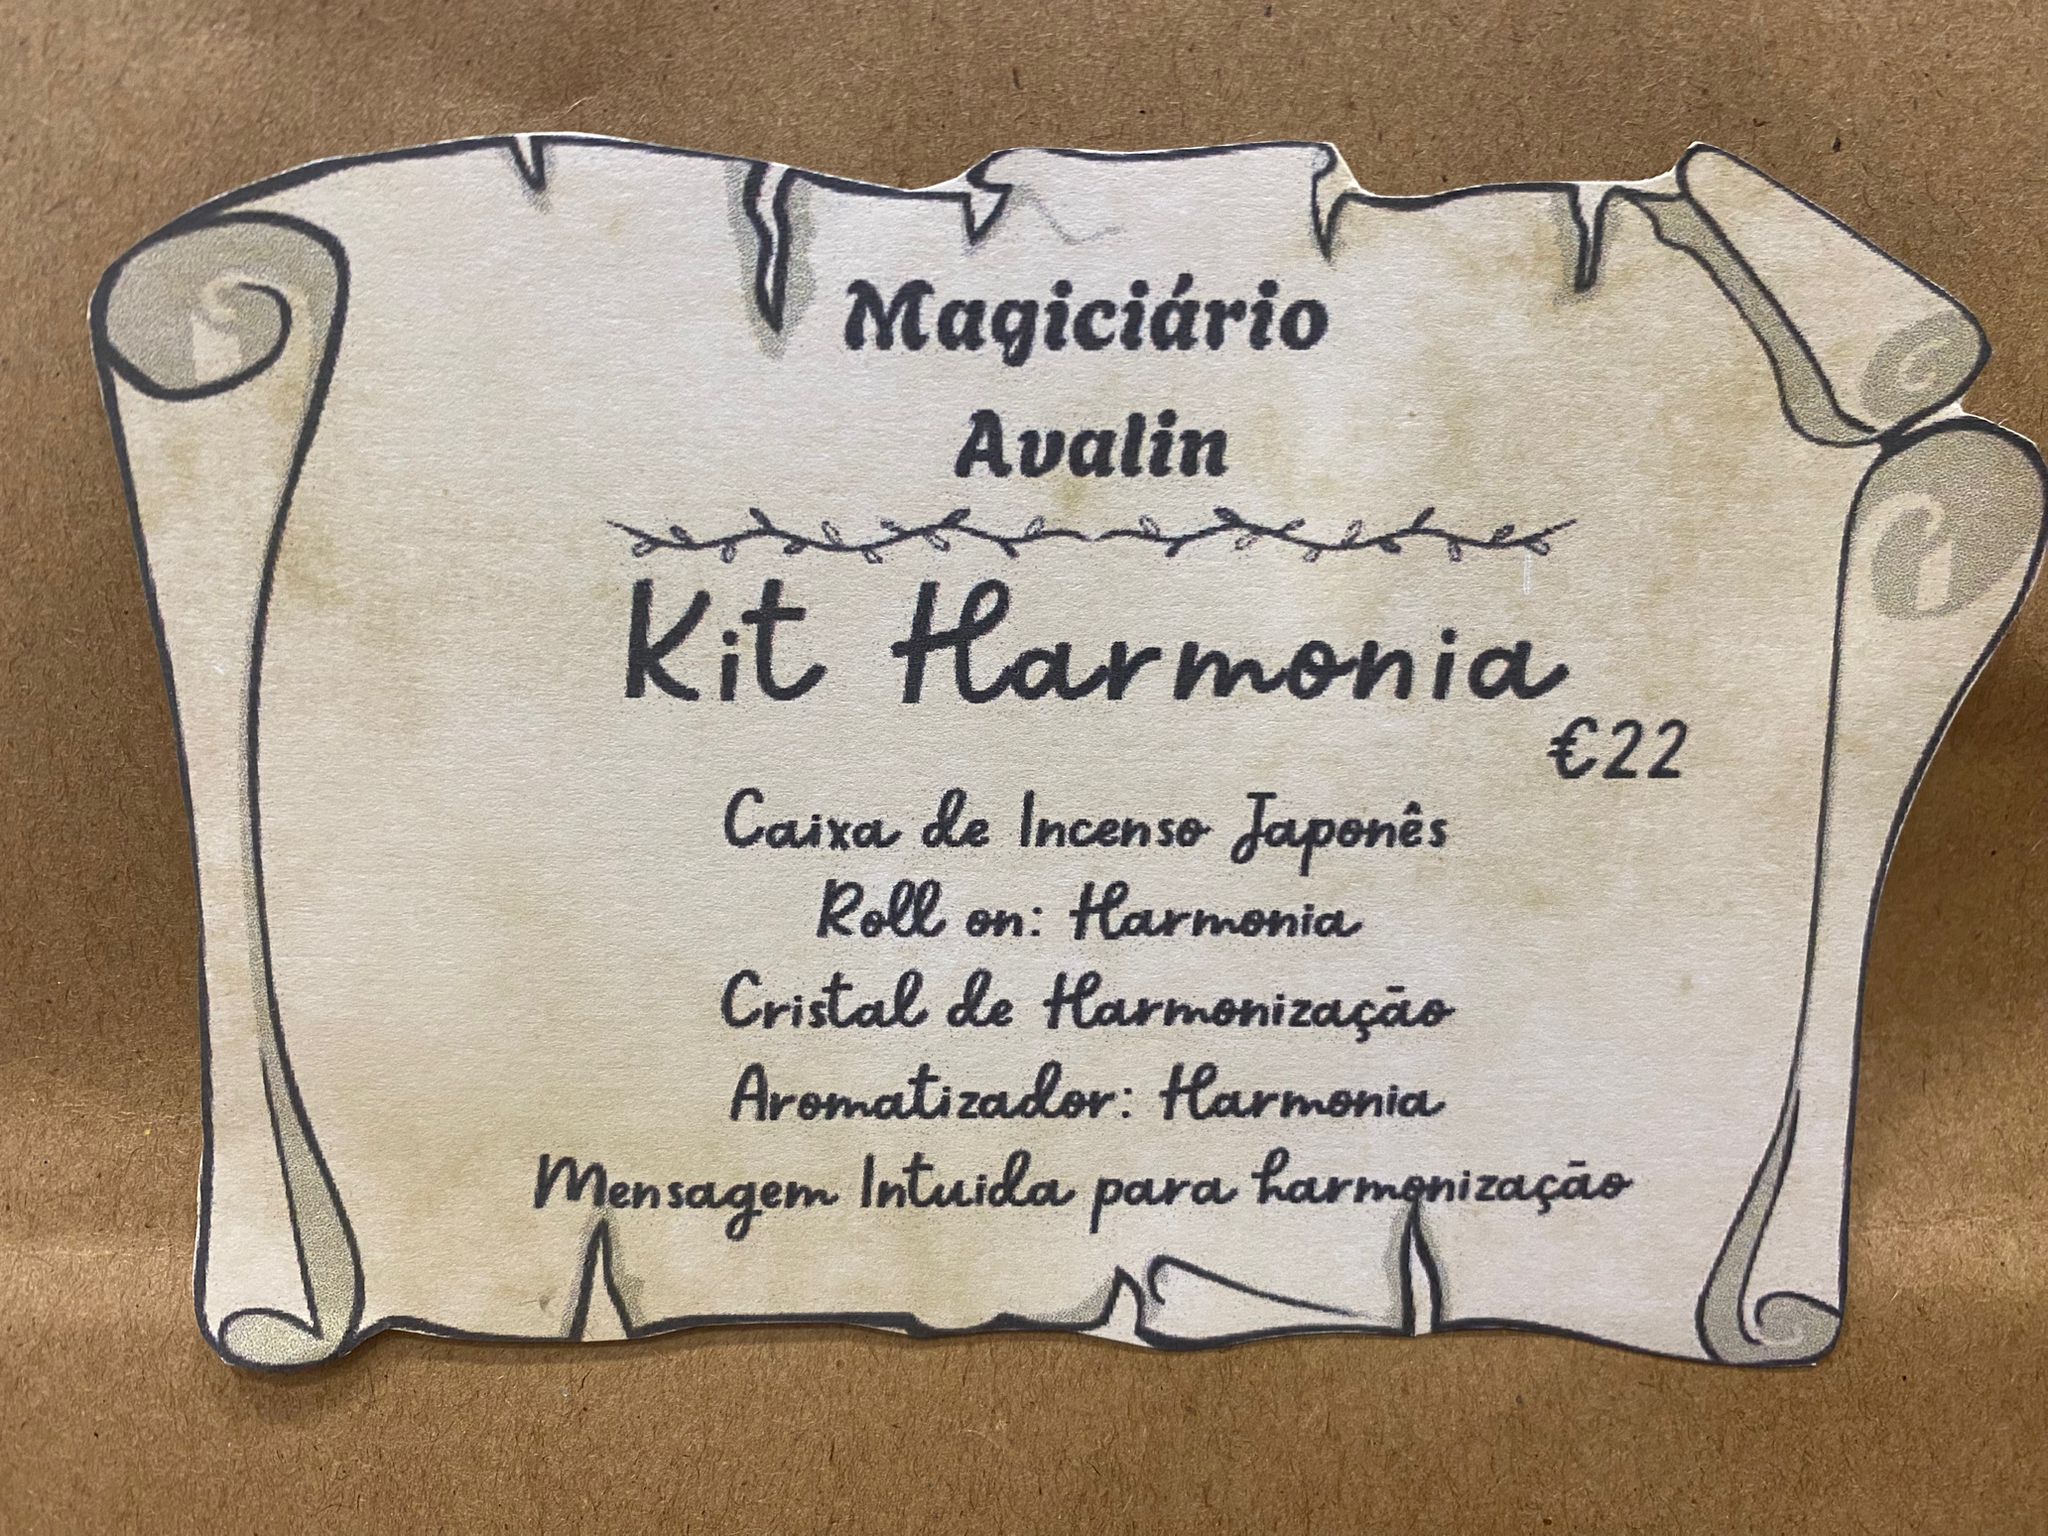 Magiciário
Avalin
Kit Harmonia
€22
Caixa de Incenso Japonês
Roll on: Harmonia
Cristal de Harmonização
Aromatizador: Harmonia
Mensagem Intuida para harmonização